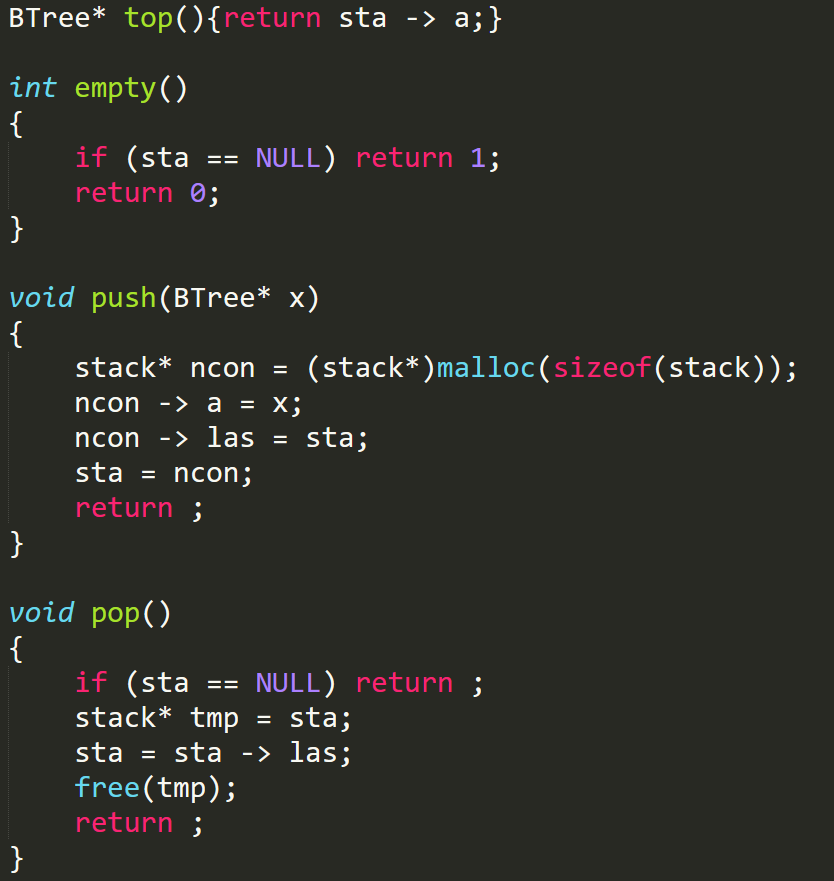 BTree* top(){return sta -> a;}
int empty()
{
    if (sta == NULL) return 1;
    return 0;
}
void push(BTree* x)
{
    stack* ncon = (stack*)malloc(sizeof(stack));
    ncon -> a = x;
    ncon -> las = sta;
    sta = ncon;
    return ;
}
void pop()
{
    if (sta == NULL) return ;
    stack* tmp = sta;
    sta = sta -> las;
    free(tmp);
    return ;
}